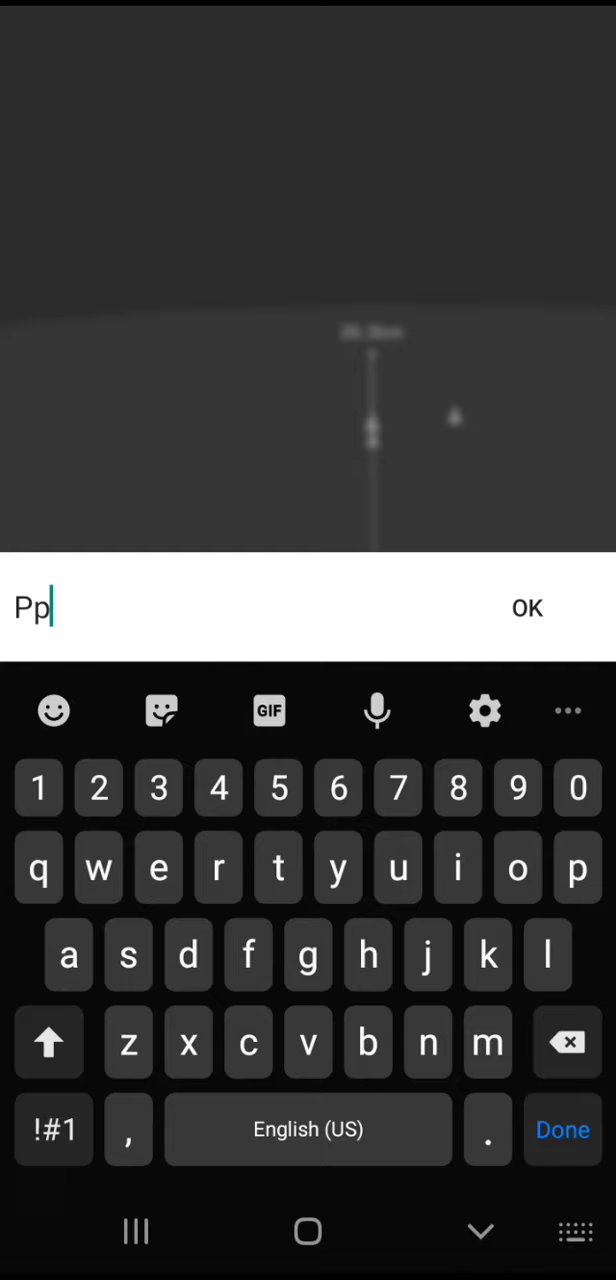 Pp
OK
GIF
1 2 3 4 5 6 7 8 9 0
q w e r t y u i o p
a s d f g h j k l
z x c v b n m
!#1 , English (US) . Done